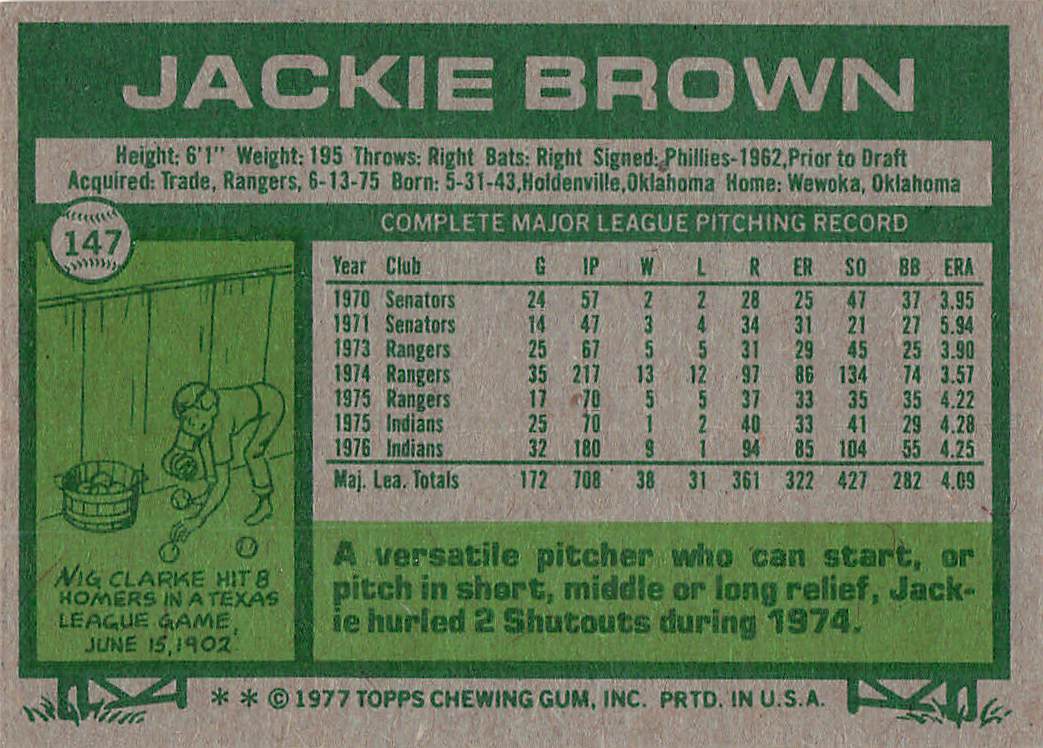 JACKIE BROWN
Height: 6'1" Weight: 195 Throws: Right Bats: Right Signed: Phillies-1962, Prior to Draft
Acquired: Trade, Rangers, 6-13-75 Born: 5-31-43, Holdenville, Oklahoma Home: Wewoka, Oklahoma
147
COMPLETE MAJOR LEAGUE PITCHING RECORD
Year Club G IP W L R ER SO BB ERA
1970 Senators 24 57 2 2 28 25 47 37 3.95
1971 Senators 14 47 3 4 34 31 21 27 5.94
1973 Rangers 25 67 5 5 31 29 45 25 3.90
1974 Rangers 35 217 13 12 97 86 134 74 3.57
1975 Rangers 17 70 5 5 37 33 35 35 4.22
1975 Indians 25 70 1 2 40 33 41 29 4.28
1976 Indians 32 180 9 1 94 85 104 55 4.25
Maj. Lea. Totals 172 708 38 31 361 322 427 282 4.09
NIG CLARKE HIT 8
HOMERS IN A TEXAS
LEAGUE GAME,
JUNE 15, 1902.
A versatile pitcher who can start, or
pitch in short, middle or long relief, Jack-
ie hurled 2 Shutouts during 1974.
* * © 1977 TOPPS CHEWING GUM, INC. PRTD. IN U.S.A.